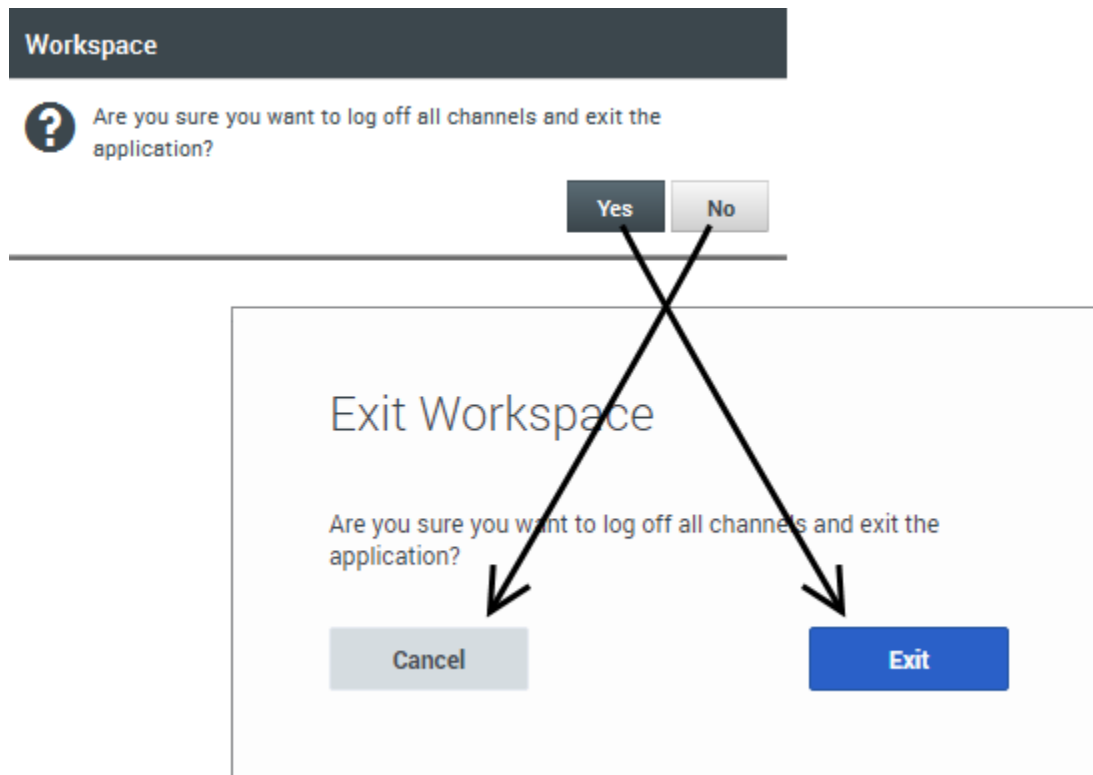 Workspace
Are you sure you want to log off all channels and exit the
application?
Yes No
Exit Workspace
Are you sure you want to log off all channels and exit the
application?
Cancel Exit